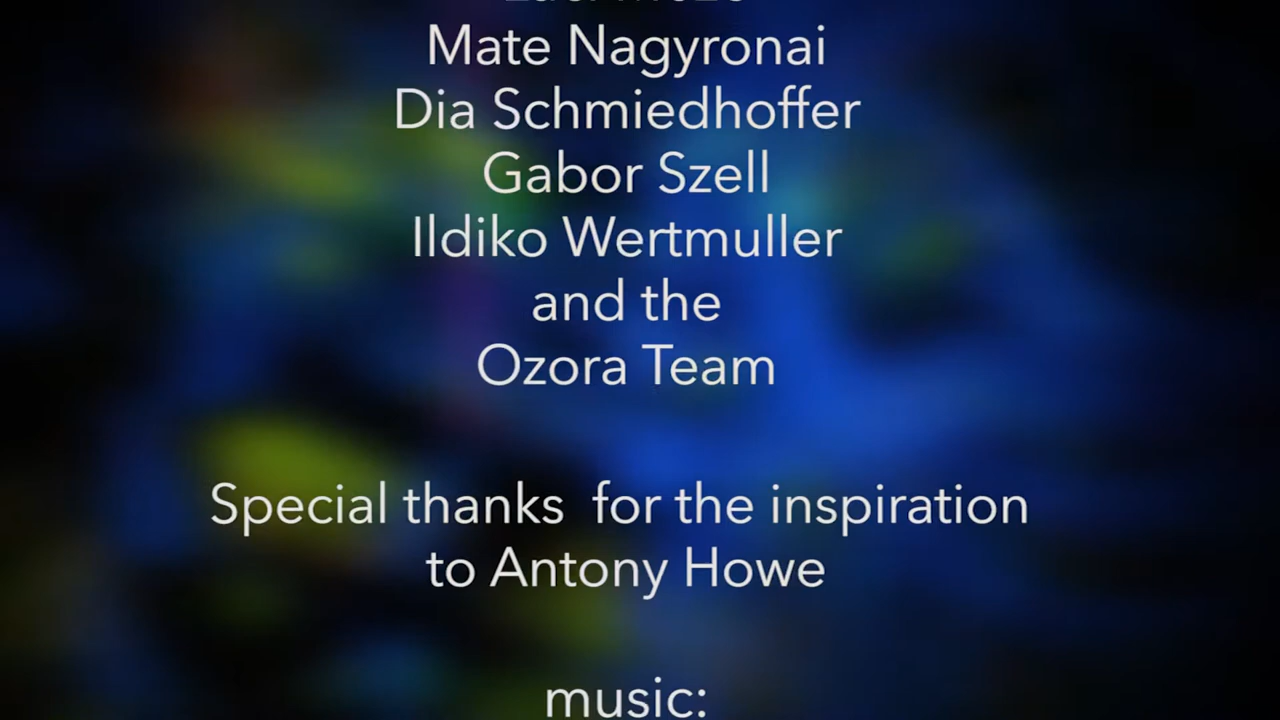 Mate Nagyronai
Dia Schmiedhoffer
Gabor Szell
Ildiko Wertmuller
and the
Ozora Team
Special thanks  for the inspiration
to Antony Howe
music: